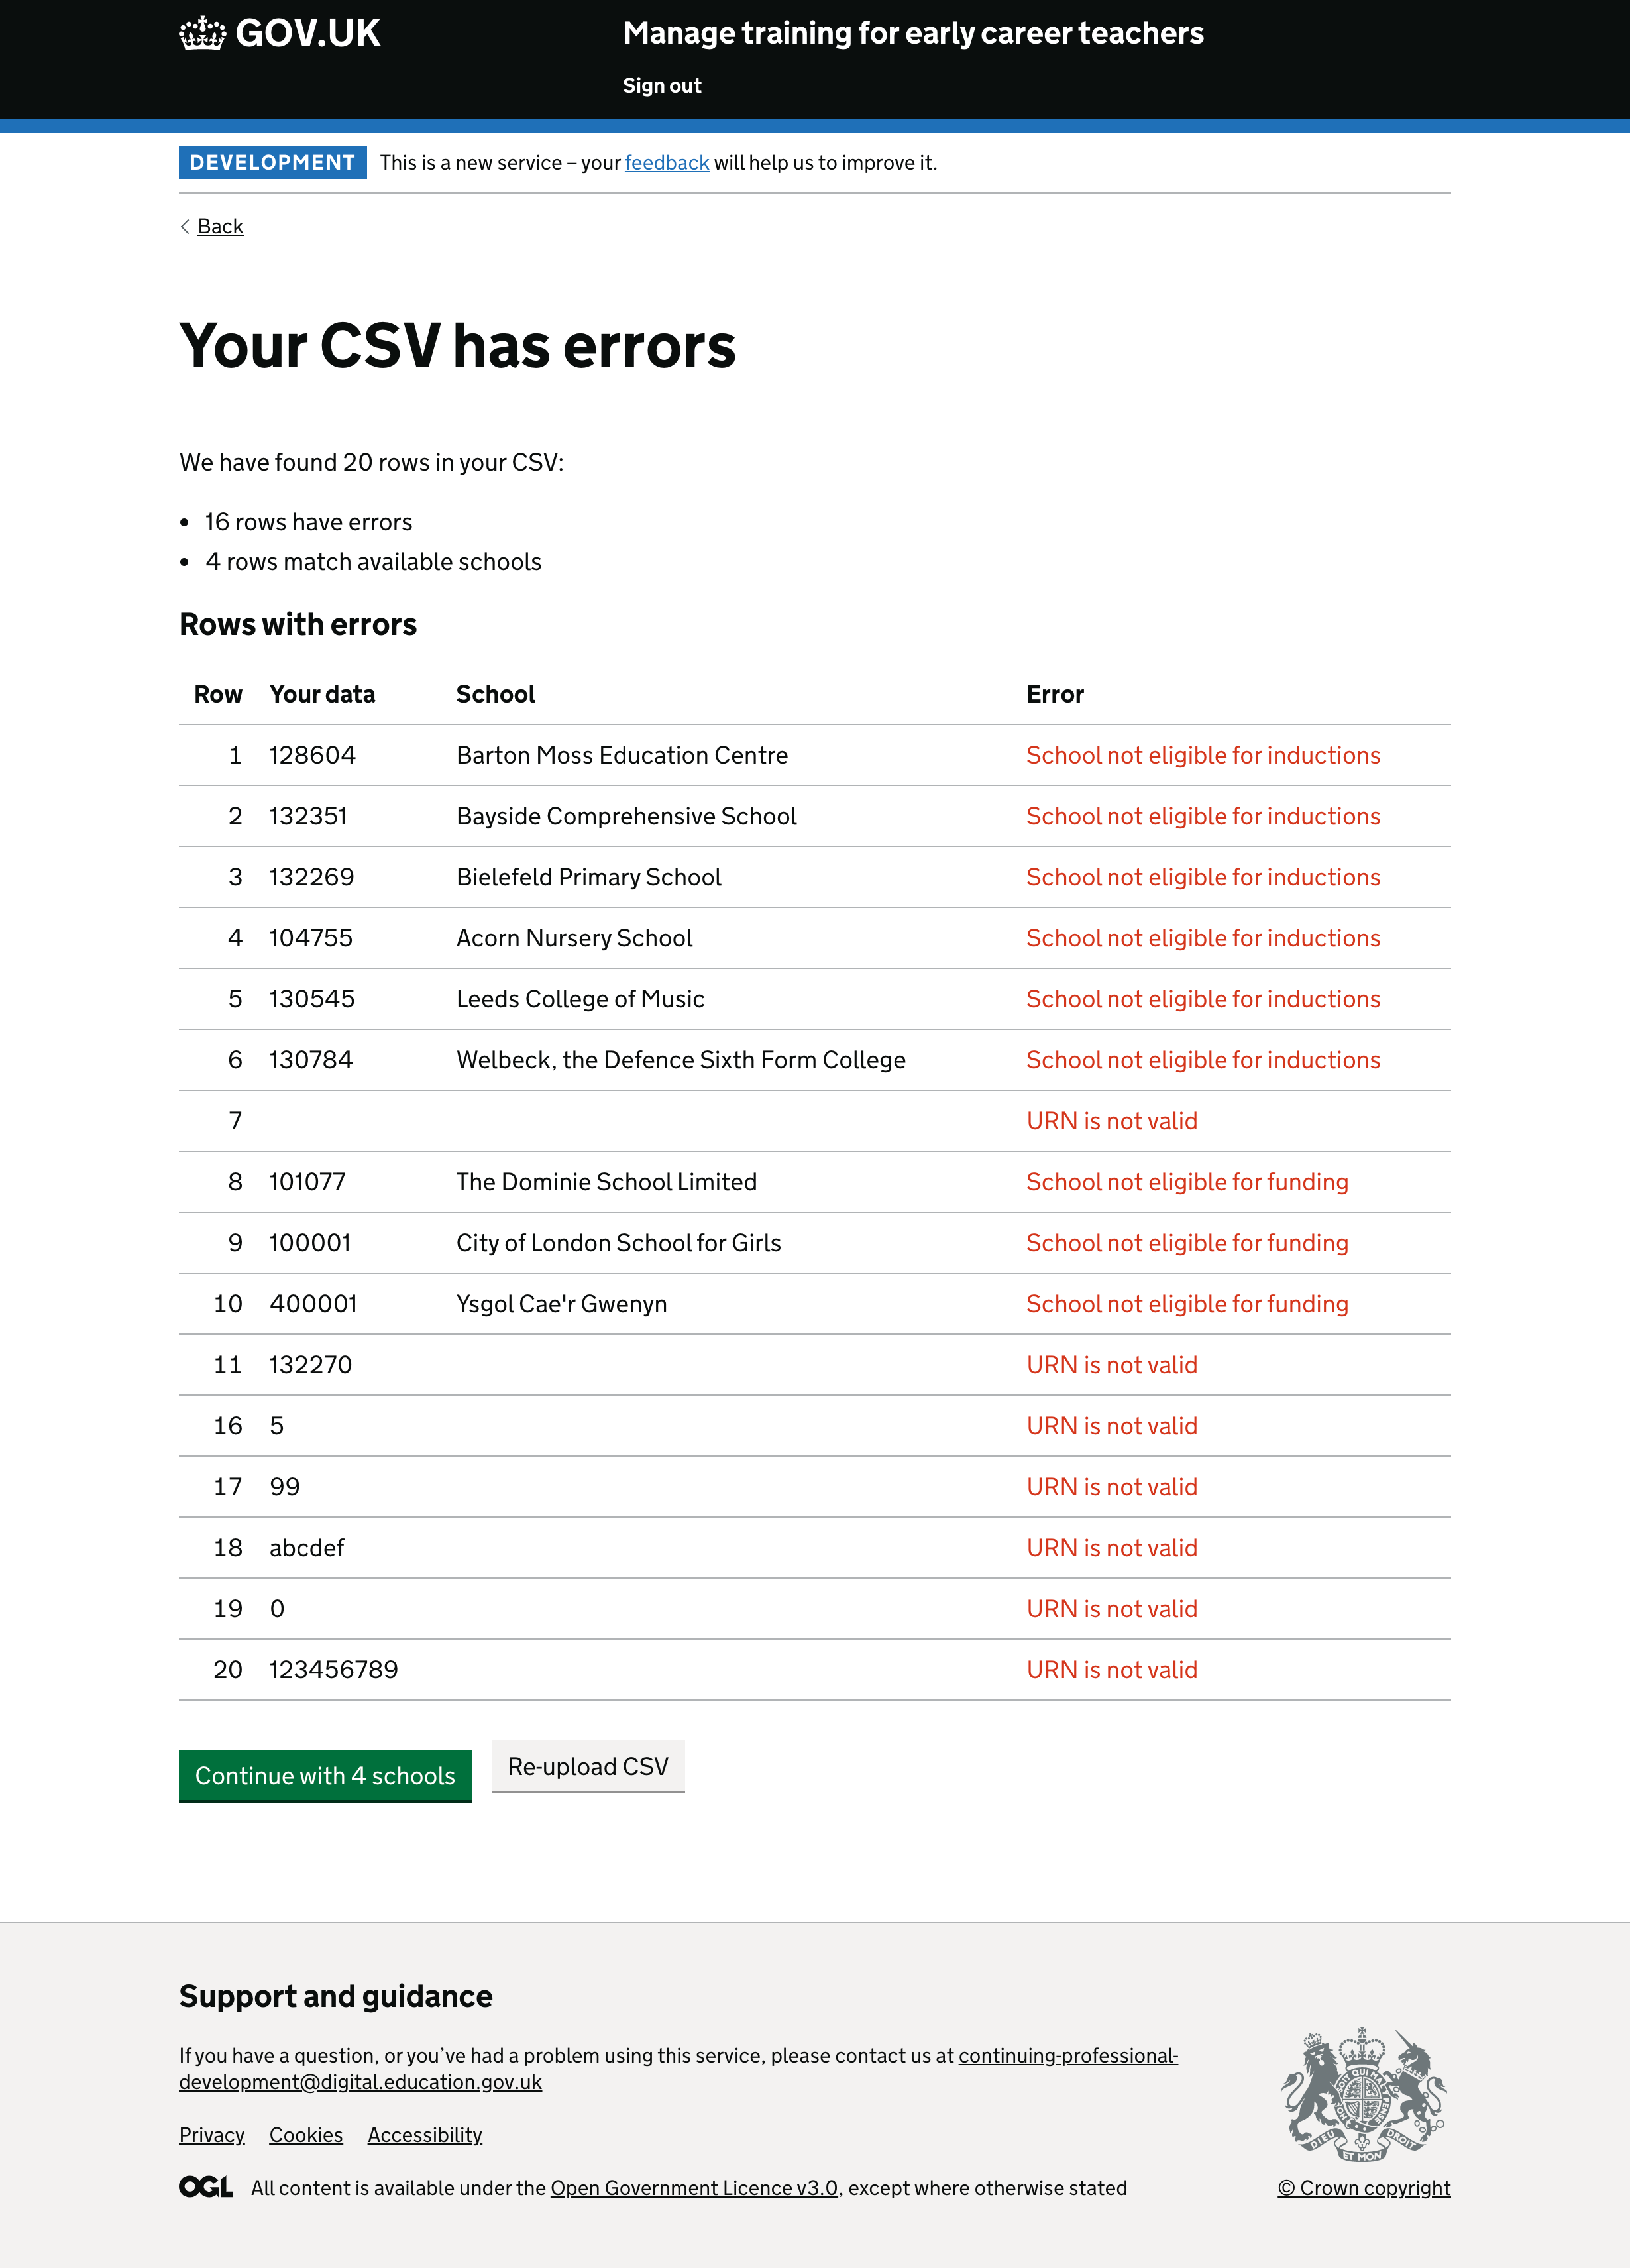 GOV.UK
Manage training for early career teachers
Sign out
DEVELOPMENT This is a new service – your feedback will help us to improve it.
Back
Your CSV has errors
We have found 20 rows in your CSV:
• 16 rows have errors
• 4 rows match available schools
Rows with errors
Row Your data School Error
1 128604 Barton Moss Education Centre School not eligible for inductions
2 132351 Bayside Comprehensive School School not eligible for inductions
3 132269 Bielefeld Primary School School not eligible for inductions
4 104755 Acorn Nursery School School not eligible for inductions
5 130545 Leeds College of Music School not eligible for inductions
6 130784 Welbeck, the Defence Sixth Form College School not eligible for inductions
7 URN is not valid
8 101077 The Dominie School Limited School not eligible for funding
9 100001 City of London School for Girls School not eligible for funding
10 400001 Ysgol Cae'r Gwenyn School not eligible for funding
11 132270 URN is not valid
16 5 URN is not valid
17 99 URN is not valid
18 abcdef URN is not valid
19 0 URN is not valid
20 123456789 URN is not valid
Continue with 4 schools Re-upload CSV
Support and guidance
If you have a question, or you’ve had a problem using this service, please contact us at continuing-professional-
development@digital.education.gov.uk
Privacy Cookies Accessibility
DIEU ET MON DROIT
OGL All content is available under the Open Government Licence v3.0, except where otherwise stated
© Crown copyright